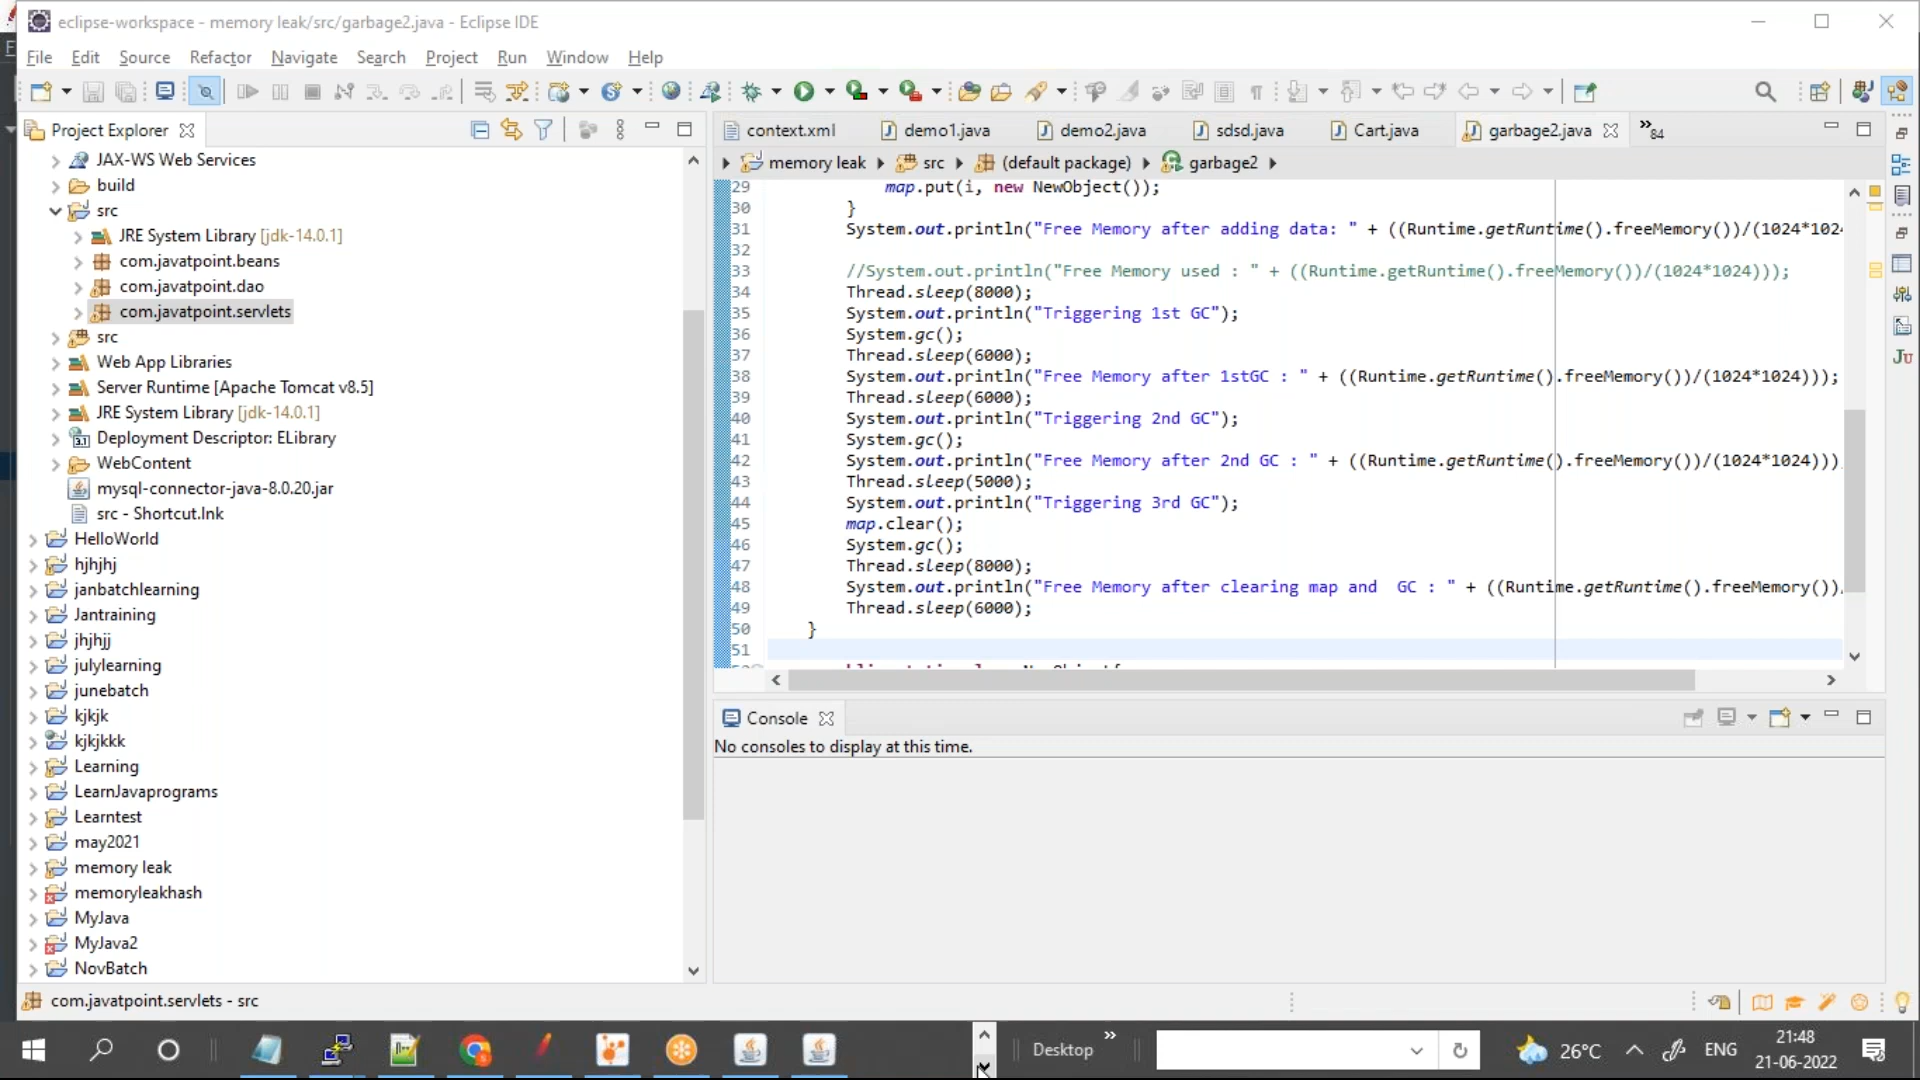 eclipse-workspace - memory leak/src/garbage2.java - Eclipse IDE
File Edit Source Refactor Navigate Search Project Run Window Help
Project Explorer
JAX-WS Web Services
build
src
JRE System Library [jdk-14.0.1]
com.javatpoint.beans
com.javatpoint.dao
com.javatpoint.servlets
src
Web App Libraries
Server Runtime [Apache Tomcat v8.5]
JRE System Library [jdk-14.0.1]
Deployment Descriptor: ELibrary
WebContent
mysql-connector-java-8.0.20.jar
src - Shortcut.lnk
HelloWorld
hjhjhj
janbatchlearning
Jantraining
jhjhjj
julylearning
junebatch
kjkjk
kjkjkkk
Learning
LearnJavaprograms
Learntest
may2021
memory leak
memoryleakhash
MyJava
MyJava2
NovBatch
context.xml demo1.java demo2.java sdsd.java Cart.java garbage2.java »84
memory leak src (default package) garbage2
29 map.put(i, new NewObject());
30 }
31 System.out.println("Free Memory after adding data: " + ((Runtime.getRuntime().freeMemory())/(1024*1024
32
33 //System.out.println("Free Memory used : " + ((Runtime.getRuntime().freeMemory())/(1024*1024)));
34 Thread.sleep(8000);
35 System.out.println("Triggering 1st GC");
36 System.gc();
37 Thread.sleep(6000);
38 System.out.println("Free Memory after 1stGC : " + ((Runtime.getRuntime().freeMemory())/(1024*1024)));
39 Thread.sleep(6000);
40 System.out.println("Triggering 2nd GC");
41 System.gc();
42 System.out.println("Free Memory after 2nd GC : " + ((Runtime.getRuntime().freeMemory())/(1024*1024)))
43 Thread.sleep(5000);
44 System.out.println("Triggering 3rd GC");
45 map.clear();
46 System.gc();
47 Thread.sleep(8000);
48 System.out.println("Free Memory after clearing map and  GC : " + ((Runtime.getRuntime().freeMemory())
49 Thread.sleep(6000);
50 }
51
Console
No consoles to display at this time.
com.javatpoint.servlets - src
Desktop » 26°C ENG 21:48
21-06-2022